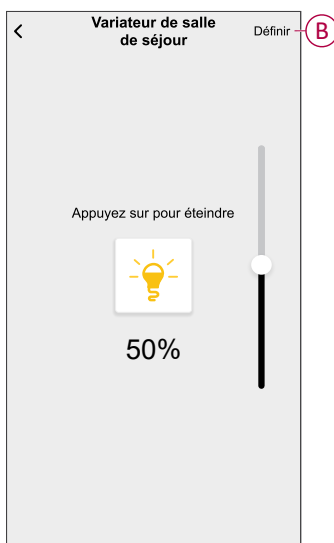 Variateur de salle
de séjour
Définir
B
Appuyez sur pour éteindre
50%